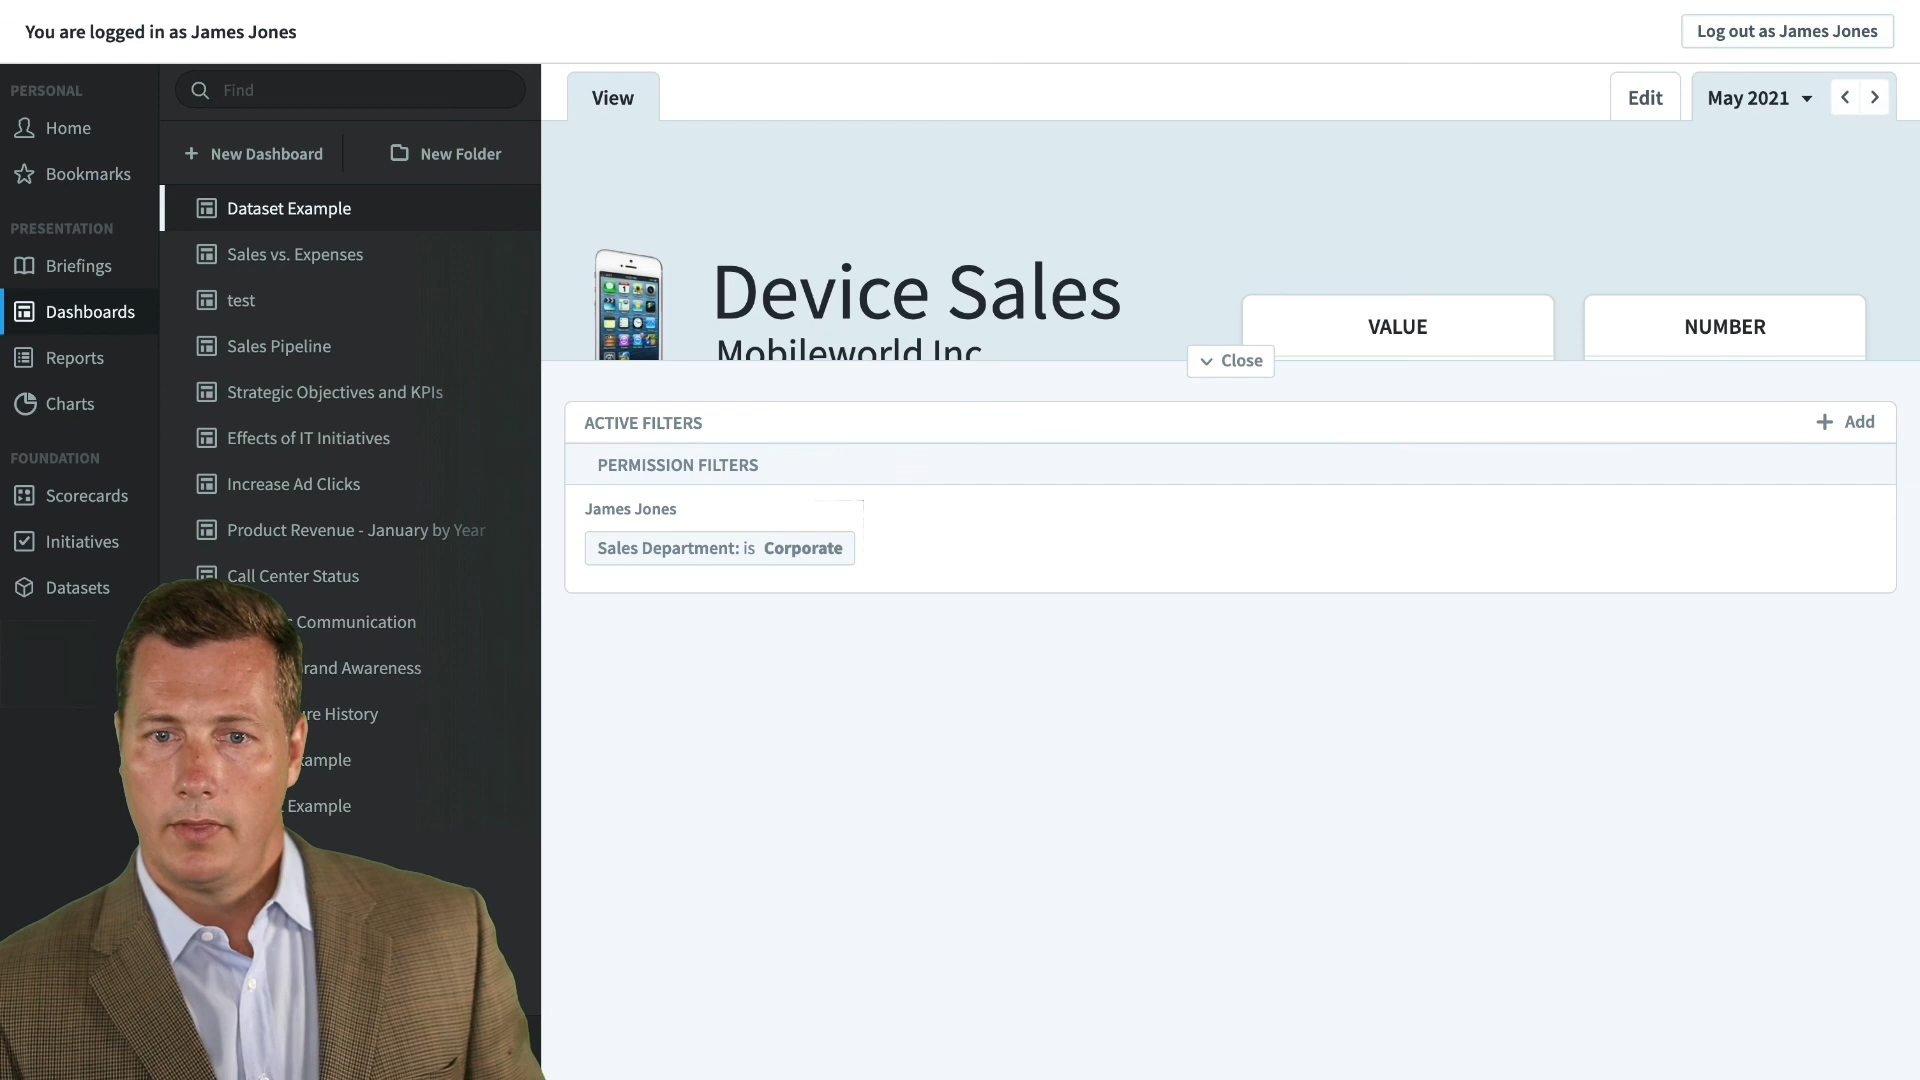 You are logged in as James Jones
Log out as James Jones
PERSONAL
Home
Bookmarks
PRESENTATION
Briefings
Dashboards
Reports
Charts
FOUNDATION
Scorecards
Initiatives
Datasets
Find
New Dashboard
New Folder
Dataset Example
Sales vs. Expenses
test
Sales Pipeline
Strategic Objectives and KPIs
Effects of IT Initiatives
Increase Ad Clicks
Product Revenue - January by Year
Call Center Status
Communication
Awareness
History
Example
View
Edit
May 2021
Device Sales
Mobileworld Inc
VALUE
NUMBER
Close
ACTIVE FILTERS
Add
PERMISSION FILTERS
James Jones
Sales Department: is Corporate